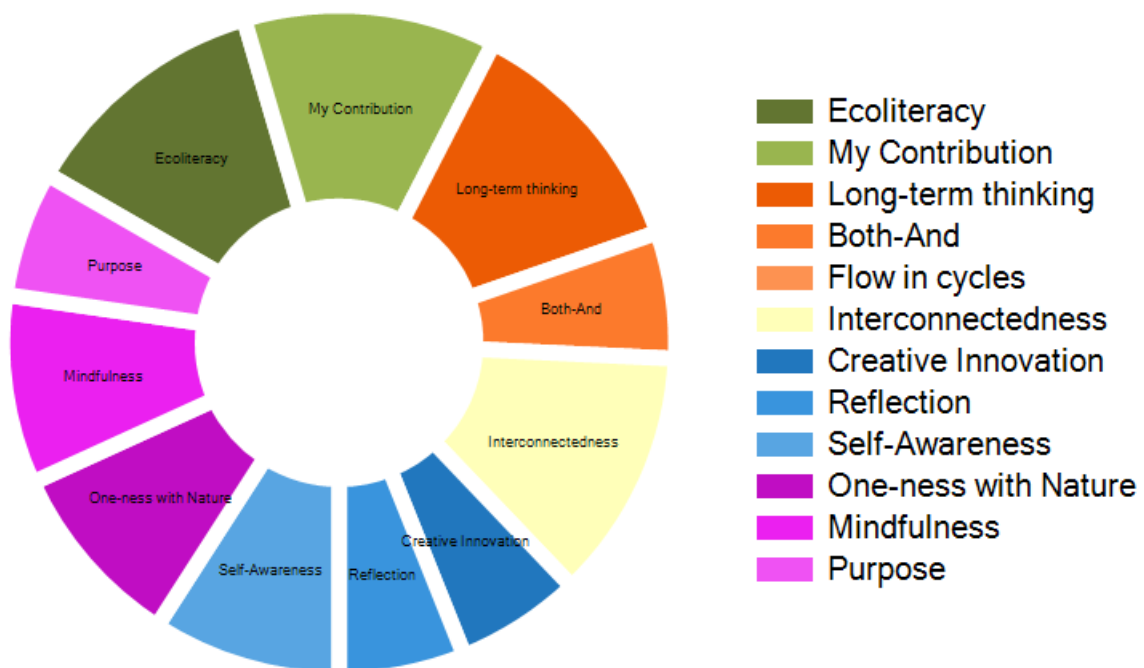 My Contribution
Ecoliteracy
Long-term thinking
Purpose
Both-And
Mindfulness
Interconnectedness
One-ness with Nature
Creative Innovation
Self-Awareness
Reflection
Ecoliteracy
My Contribution
Long-term thinking
Both-And
Flow in cycles
Interconnectedness
Creative Innovation
Reflection
Self-Awareness
One-ness with Nature
Mindfulness
Purpose